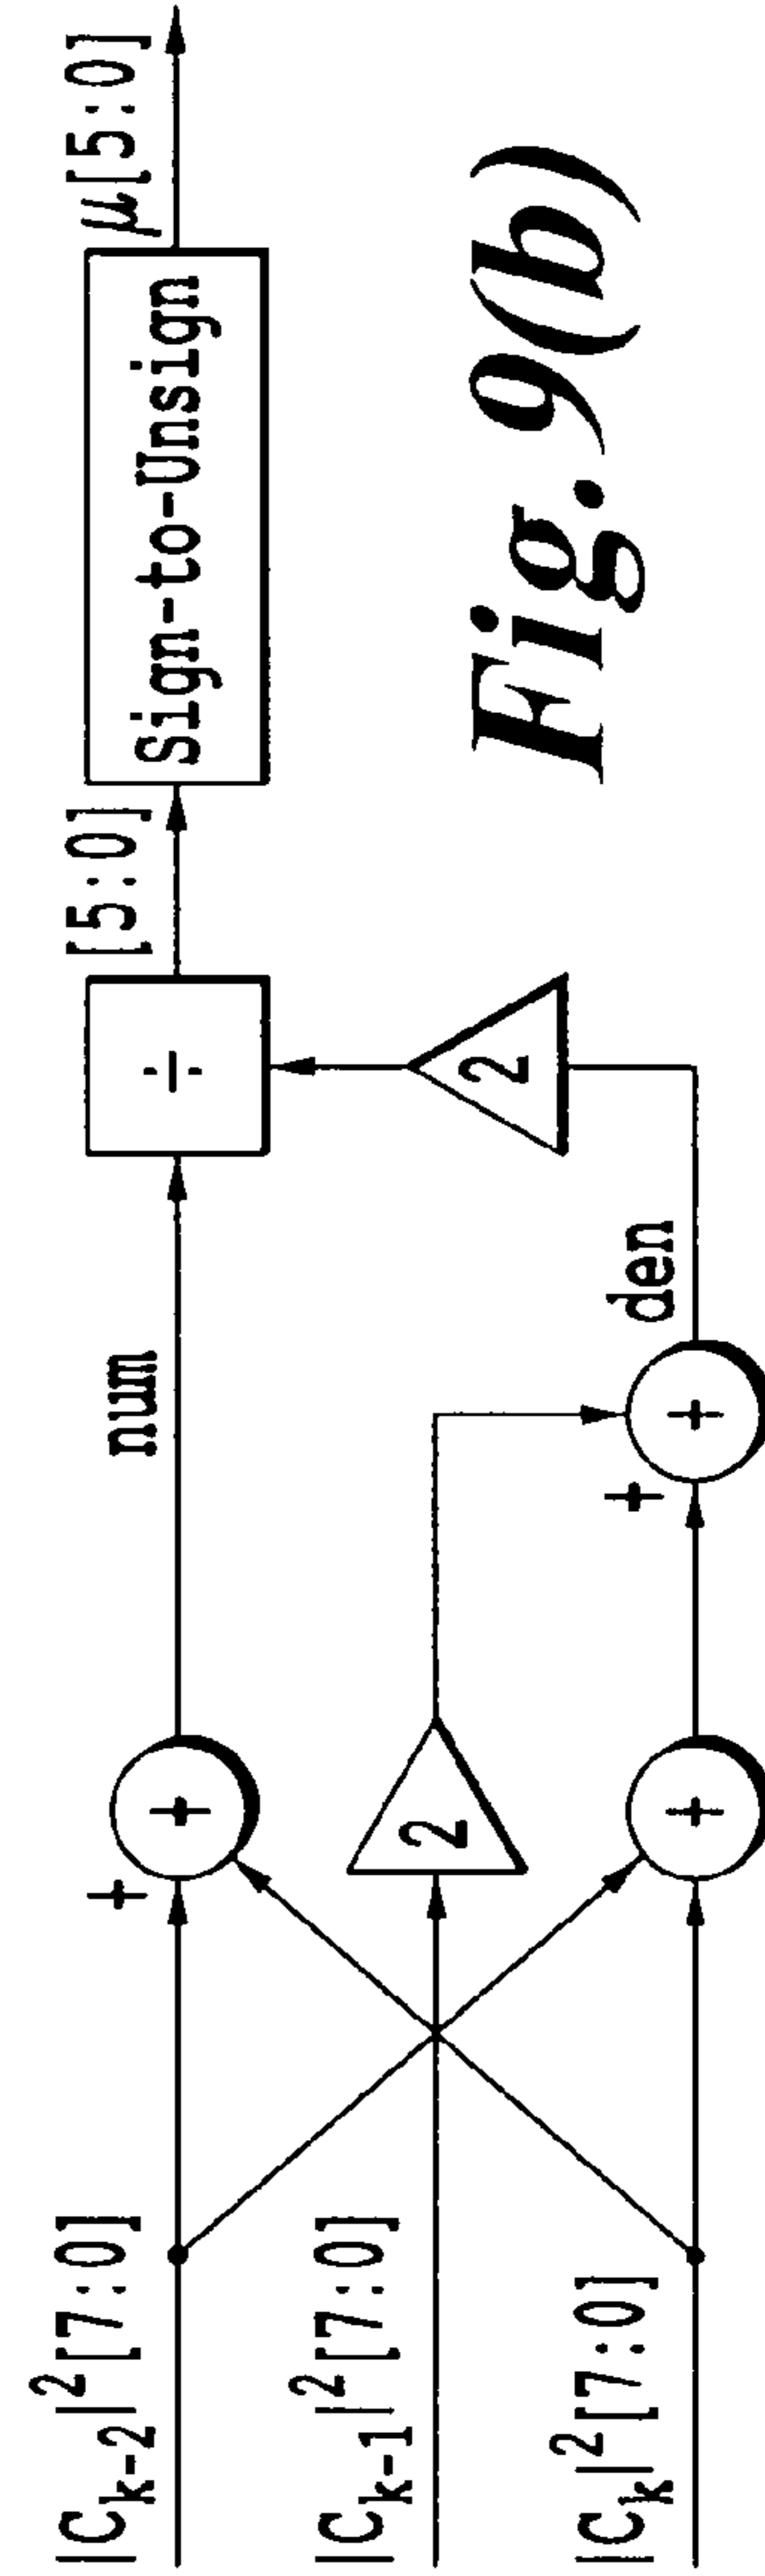 |C_{k-2}|^2[7:0]
+
+
num
÷
[5:0]
Sign-to-Unsign
μ[5:0]
|C_{k-1}|^2[7:0]
2
2
|C_k|^2[7:0]
+
+
+
den
Fig. 9(b)